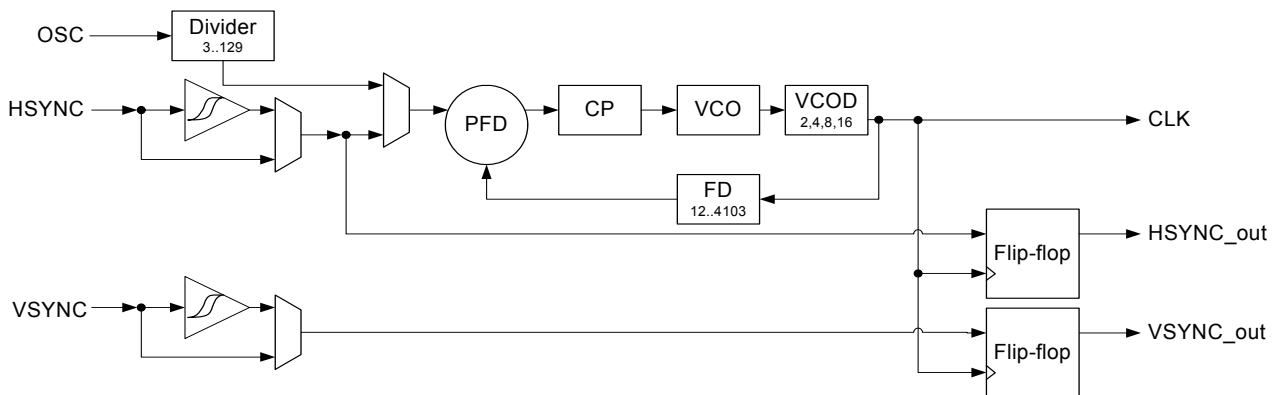 OSC
Divider
3..129
HSYNC
PFD
CP
VCO
VCOD
2,4,8,16
CLK
FD
12..4103
Flip-flop
HSYNC_out
VSYNC
Flip-flop
VSYNC_out